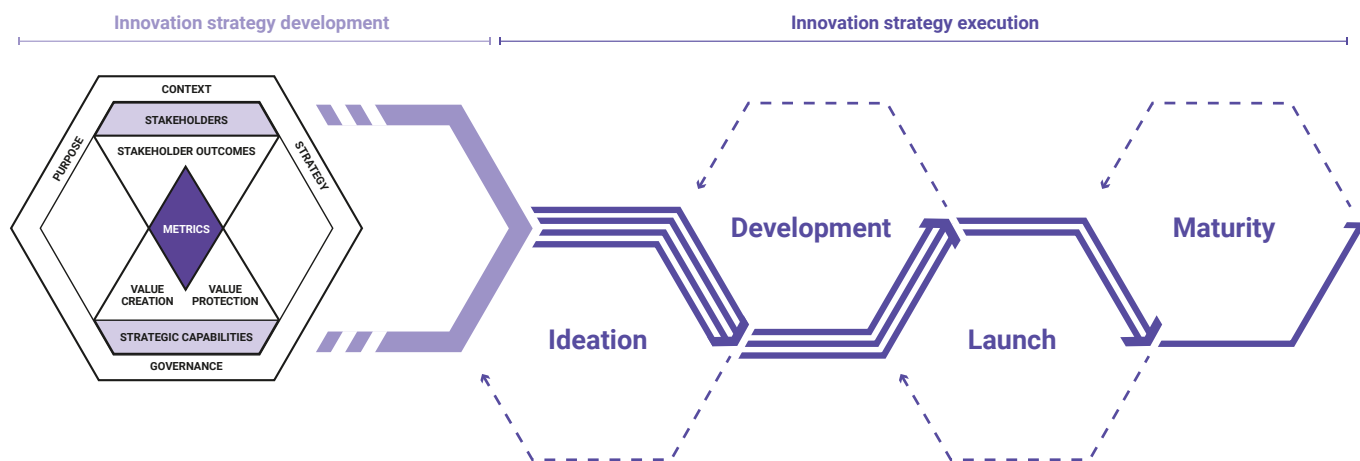 Innovation strategy development
Innovation strategy execution
CONTEXT
STAKEHOLDERS
PURPOSE
STRATEGY
STAKEHOLDER OUTCOMES
METRICS
VALUE
CREATION
VALUE
PROTECTION
STRATEGIC CAPABILITIES
GOVERNANCE
Ideation
Development
Launch
Maturity